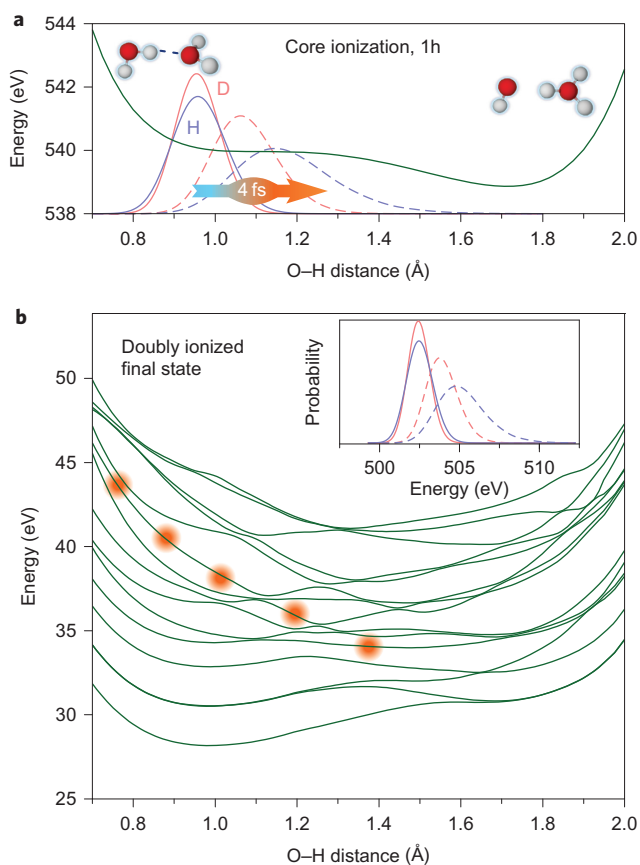 a
544
542
540
538
Energy (eV)
Core ionization, 1h
D
H
4 fs
0.8 1.0 1.2 1.4 1.6 1.8 2.0
O–H distance (Å)
b
Doubly ionized
final state
50
45
40
35
30
25
Energy (eV)
Probability
500 505 510
Energy (eV)
0.8 1.0 1.2 1.4 1.6 1.8 2.0
O–H distance (Å)